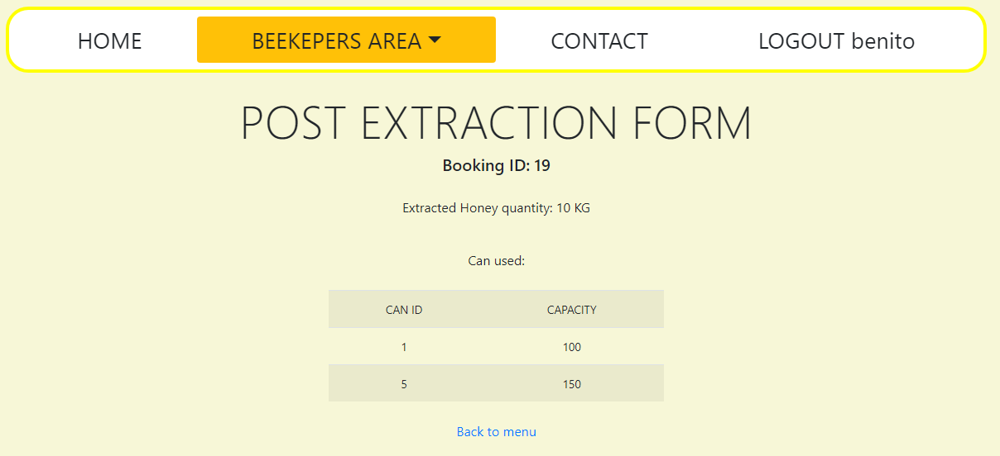 HOME BEEKEPERS AREA CONTACT LOGOUT benito
POST EXTRACTION FORM
Booking ID: 19
Extracted Honey quantity: 10 KG
Can used:
CAN ID CAPACITY
1 100
5 150
Back to menu